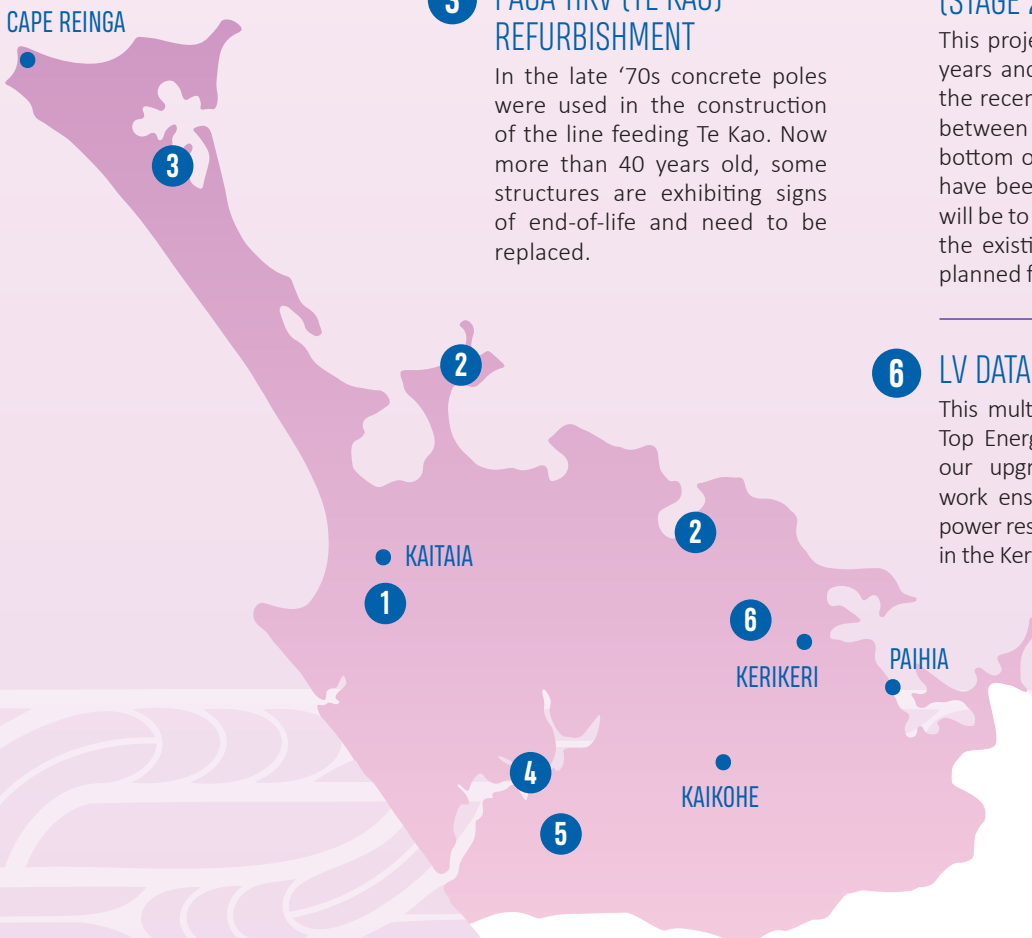 CAPE REINGA
3
REFURBISHMENT
In the late ‘70s concrete poles
were used in the construction
of the line feeding Te Kao. Now
more than 40 years old, some
structures are exhibiting signs
of end-of-life and need to be
replaced.
This proje
years and
the recen
between
bottom o
have bee
will be to
the existi
planned f
6 LV DATA
This mult
Top Energ
our upgr
work ens
power res
in the Ker
3
2
2
KAITAIA
1
6
KERIKERI
PAIHIA
4
KAIKOHE
5